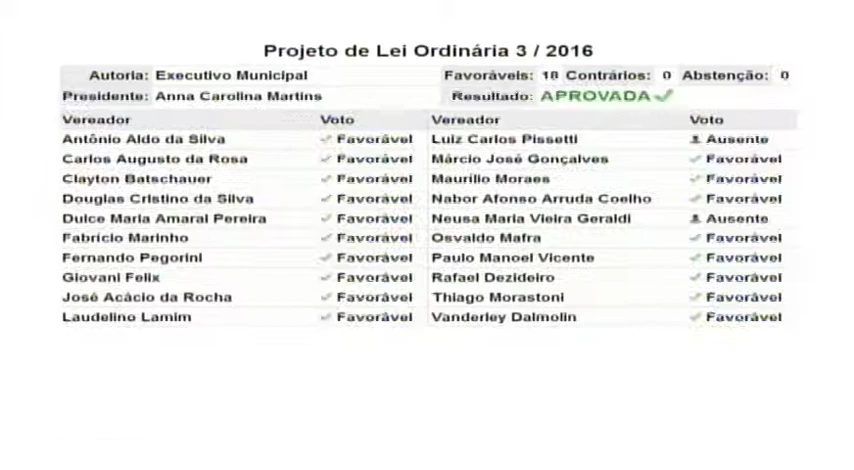 Projeto de Lei Ordinária 3 / 2016
Autoria: Executivo Municipal Favoráveis: 18 Contrários: 0 Abstenção: 0
Presidente: Anna Carolina Martins Resultado: APROVADA
Vereador Voto Vereador Voto
Antônio Aldo da Silva Favorável Luiz Carlos Pissetti Ausente
Carlos Augusto da Rosa Favorável Márcio José Gonçalves Favorável
Clayton Batschauer Favorável Maurílio Moraes Favorável
Douglas Cristino da Silva Favorável Nabor Afonso Arruda Coelho Favorável
Dulce Maria Amaral Pereira Favorável Neusa Maria Vieira Geraldi Ausente
Fabrício Marinho Favorável Osvaldo Mafra Favorável
Fernando Pegorini Favorável Paulo Manoel Vicente Favorável
Giovani Felix Favorável Rafael Dezideiro Favorável
José Acácio da Rocha Favorável Thiago Morastoni Favorável
Laudelino Lamim Favorável Vanderley Dalmolin Favorável